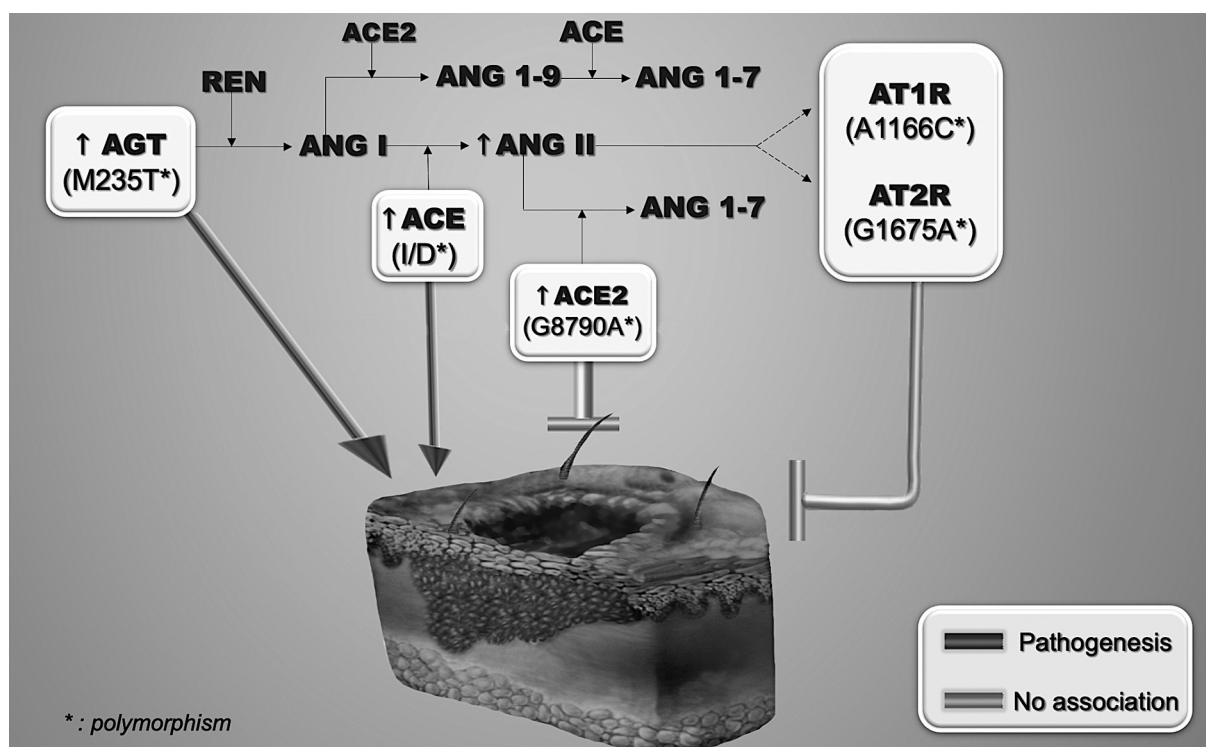 ACE2
ACE
REN
ANG 1-9
ANG 1-7
AT1R
(A1166C*)
↑ AGT
(M235T*)
ANG I
↑ ANG II
AT2R
(G1675A*)
ANG 1-7
↑ ACE
(I/D*)
↑ ACE2
(G8790A*)
Pathogenesis
No association
* : polymorphism